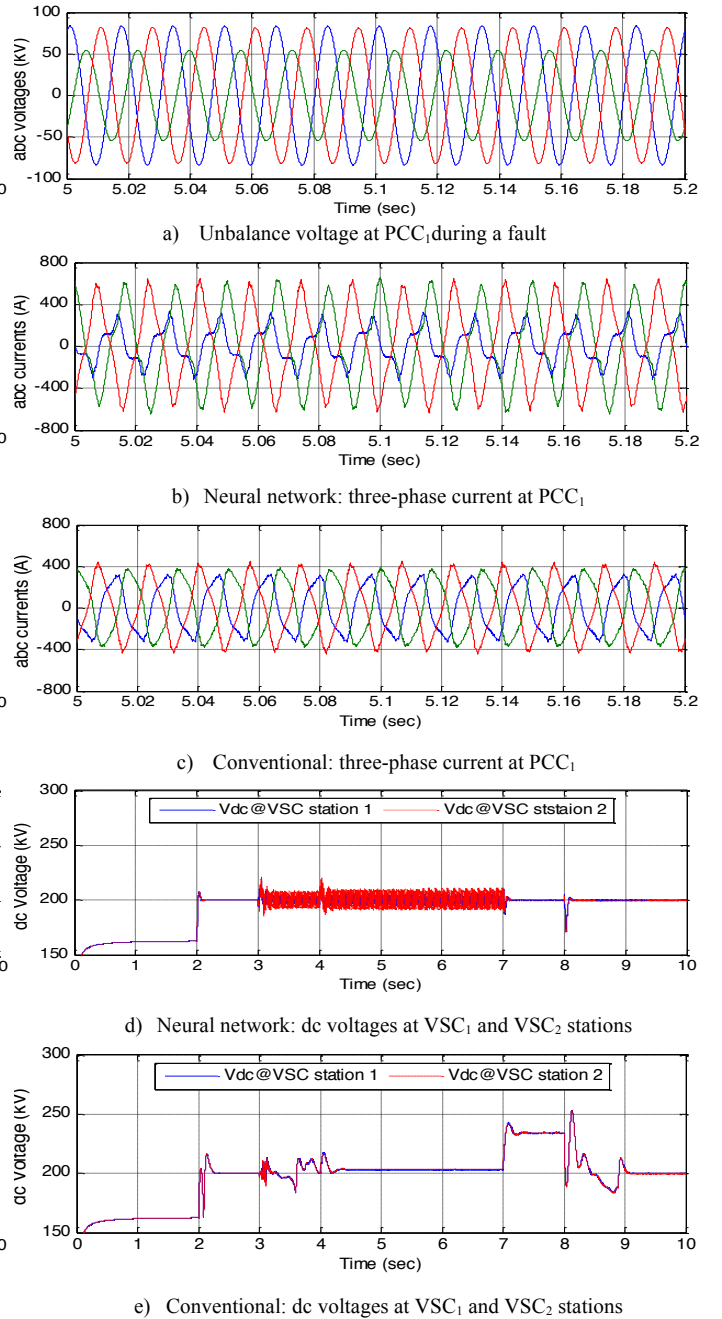 100
50
0
-50
-100
abc voltages (kV)
5 5.02 5.04 5.06 5.08 5.1 5.12 5.14 5.16 5.18 5.2
Time (sec)
a) Unbalance voltage at PCC₁during a fault
800
400
0
-400
-800
abc currents (A)
5 5.02 5.04 5.06 5.08 5.1 5.12 5.14 5.16 5.18 5.2
Time (sec)
b) Neural network: three-phase current at PCC₁
800
400
0
-400
-800
abc currents (A)
5 5.02 5.04 5.06 5.08 5.1 5.12 5.14 5.16 5.18 5.2
Time (sec)
c) Conventional: three-phase current at PCC₁
300
250
200
150
dc Voltage (kV)
Vdc@VSC station 1 Vdc@VSC ststaion 2
0 1 2 3 4 5 6 7 8 9 10
Time (sec)
d) Neural network: dc voltages at VSC₁ and VSC₂ stations
300
250
200
150
dc Voltage (kV)
Vdc@VSC station 1 Vdc@VSC station 2
0 1 2 3 4 5 6 7 8 9 10
Time (sec)
e) Conventional: dc voltages at VSC₁ and VSC₂ stations